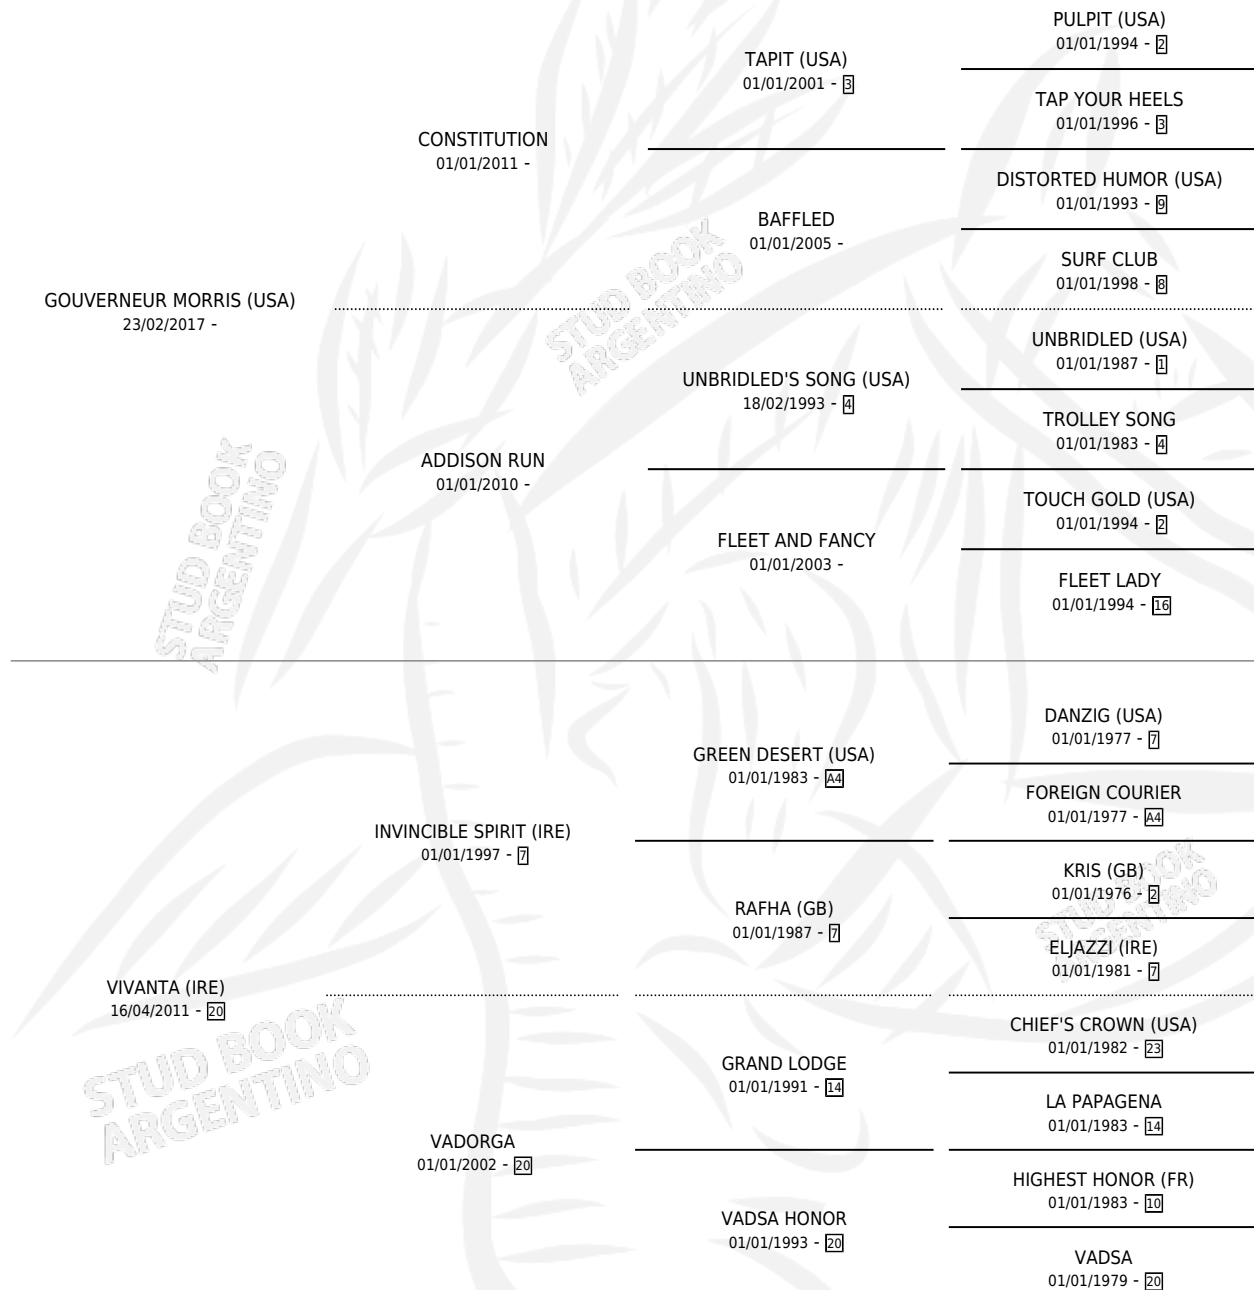 PULPIT (USA)
01/01/1994 - 2
TAPIT (USA)
01/01/2001 - 3
TAP YOUR HEELS
01/01/1996 - 3
CONSTITUTION
01/01/2011 -
DISTORTED HUMOR (USA)
01/01/1993 - 9
BAFFLED
01/01/2005 -
SURF CLUB
01/01/1998 - 8
GOUVERNEUR MORRIS (USA)
23/02/2017 -
UNBRIDLED (USA)
01/01/1987 - 1
UNBRIDLED'S SONG (USA)
18/02/1993 - 4
TROLLEY SONG
01/01/1983 - 4
ADDISON RUN
01/01/2010 -
TOUCH GOLD (USA)
01/01/1994 - 2
FLEET AND FANCY
01/01/2003 -
FLEET LADY
01/01/1994 - 16
DANZIG (USA)
01/01/1977 - 7
GREEN DESERT (USA)
01/01/1983 - A4
FOREIGN COURIER
01/01/1977 - A4
INVINCIBLE SPIRIT (IRE)
01/01/1997 - 7
KRIS (GB)
01/01/1976 - 2
RAFHA (GB)
01/01/1987 - 7
ELJAZZI (IRE)
01/01/1981 - 7
VIVANTA (IRE)
16/04/2011 - 20
CHIEF'S CROWN (USA)
01/01/1982 - 23
GRAND LODGE
01/01/1991 - 14
LA PAPAGENA
01/01/1983 - 14
VADORGA
01/01/2002 - 20
HIGHEST HONOR (FR)
01/01/1983 - 10
VADSA HONOR
01/01/1993 - 20
VADSA
01/01/1979 - 20
STUD BOOK
ARGENTINO
STUD BOOK
ARGENTINO
STUD BOOK
ARGENTINO
STUD BOOK
ARGENTINO